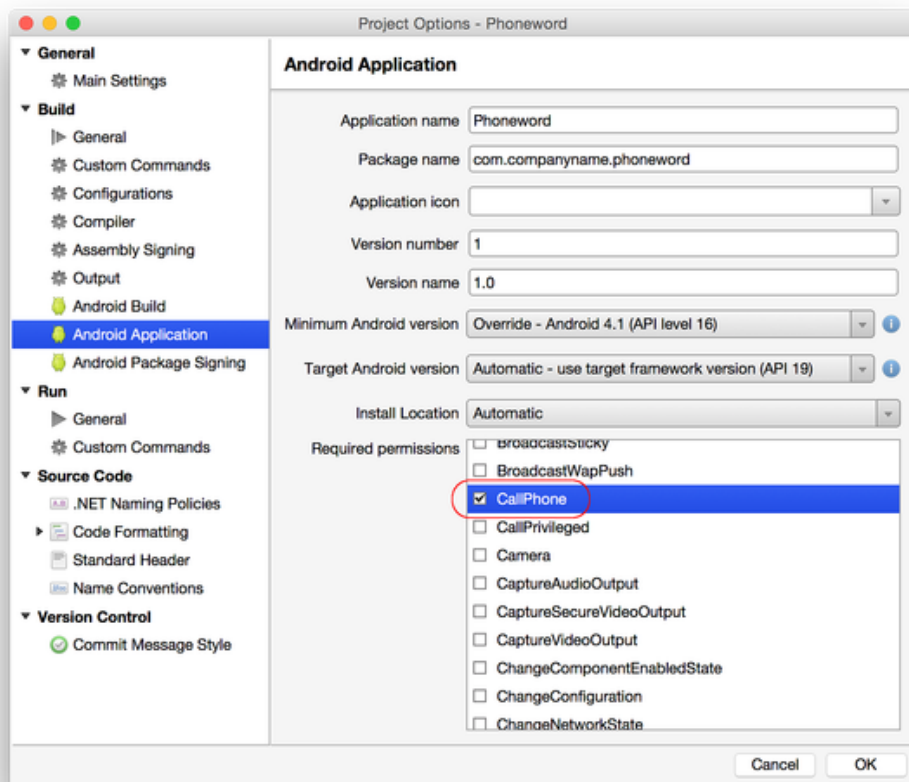 Project Options - Phoneword
General
Main Settings
Build
General
Custom Commands
Configurations
Compiler
Assembly Signing
Output
Android Build
Android Application
Android Package Signing
Run
General
Custom Commands
Source Code
.NET Naming Policies
Code Formatting
Standard Header
Name Conventions
Version Control
Commit Message Style
Android Application
Application name Phoneword
Package name com.companyname.phoneword
Application icon
Version number 1
Version name 1.0
Minimum Android version Override - Android 4.1 (API level 16)
Target Android version Automatic - use target framework version (API 19)
Install Location Automatic
Required permissions BroadcastSticky
BroadcastWapPush
CallPhone
CallPrivileged
Camera
CaptureAudioOutput
CaptureSecureVideoOutput
CaptureVideoOutput
ChangeComponentEnabledState
ChangeConfiguration
ChangeNetworkState
Cancel OK